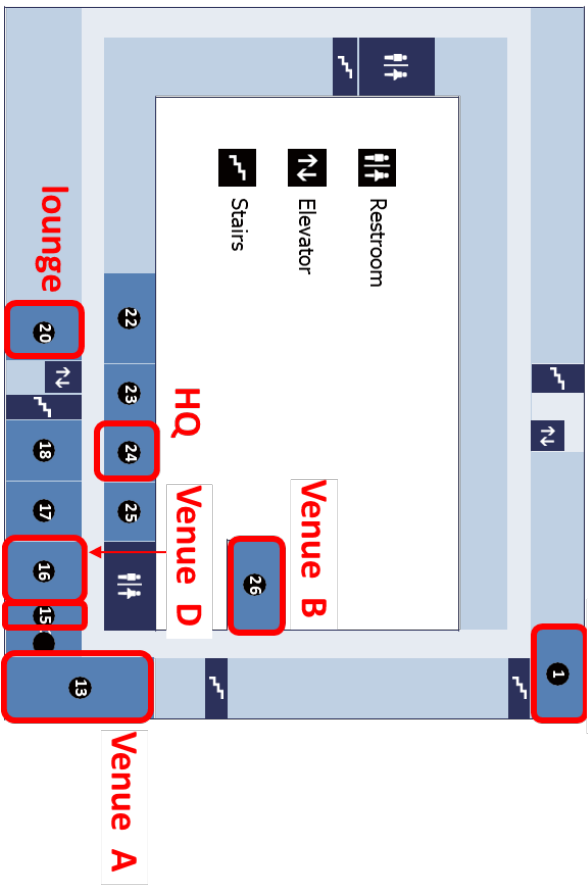 1
Restroom
Elevator
Venue B
26
Stairs
HQ
Venue D
22 23 24 25
Venue A
13
lounge
20 18 17 16 15